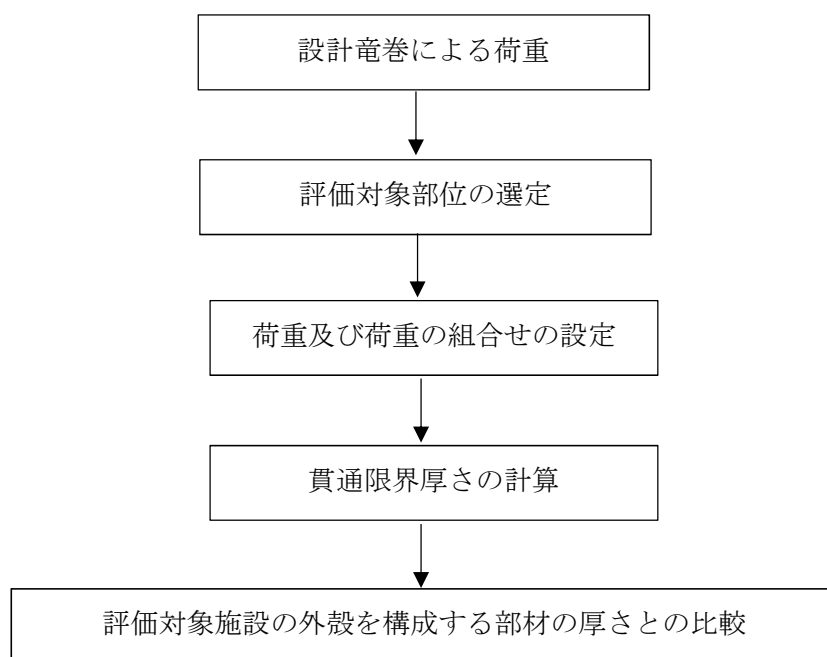 設計竜巻による荷重
評価対象部位の選定
荷重及び荷重の組合せの設定
貫通限界厚さの計算
評価対象施設の外殻を構成する部材の厚さとの比較